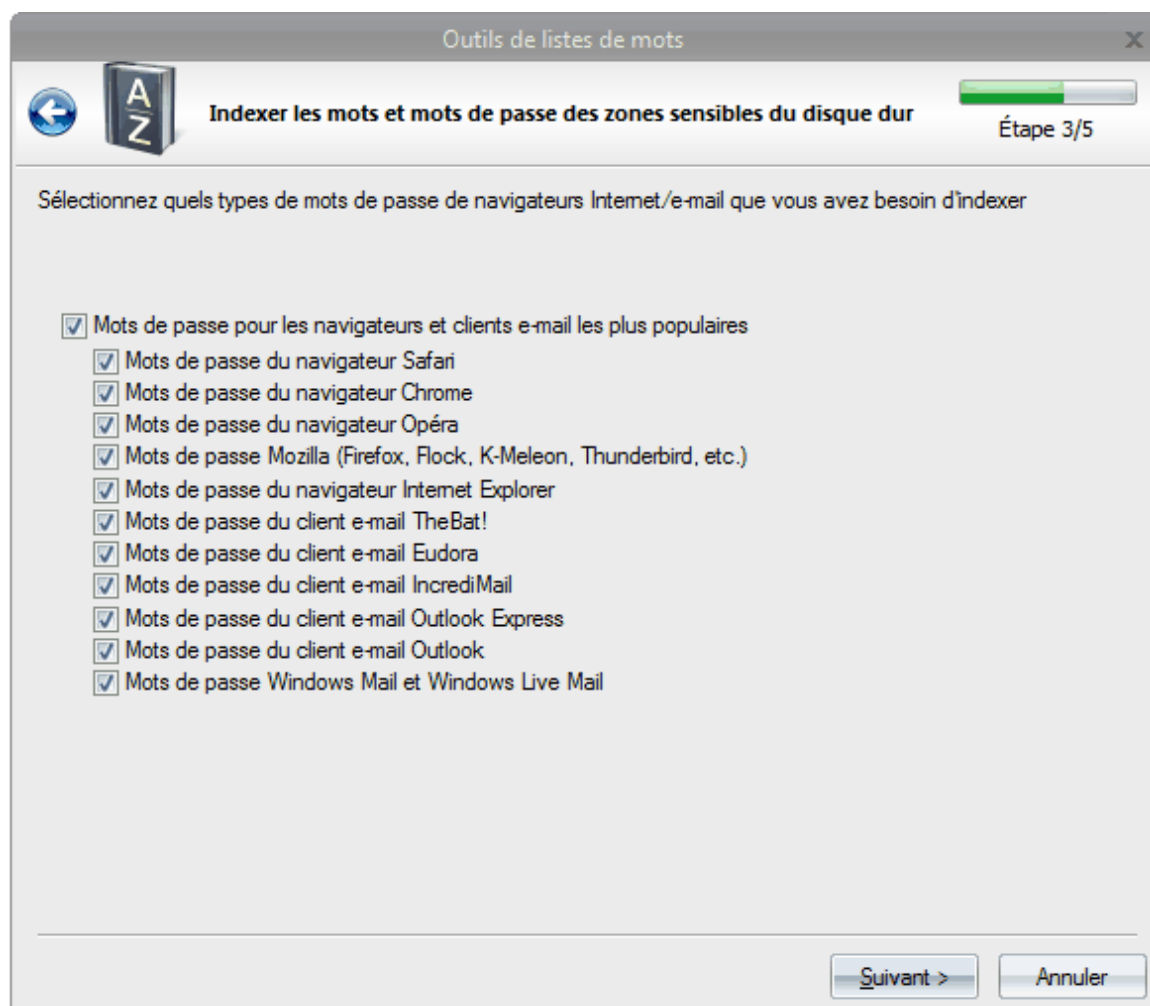 Outils de listes de mots
x
A
Z
Indexer les mots et mots de passe des zones sensibles du disque dur
Étape 3/5
Sélectionnez quels types de mots de passe de navigateurs Internet/e-mail que vous avez besoin d'indexer
Mots de passe pour les navigateurs et clients e-mail les plus populaires
Mots de passe du navigateur Safari
Mots de passe du navigateur Chrome
Mots de passe du navigateur Opéra
Mots de passe Mozilla (Firefox, Flock, K-Meleon, Thunderbird, etc.)
Mots de passe du navigateur Internet Explorer
Mots de passe du client e-mail TheBat!
Mots de passe du client e-mail Eudora
Mots de passe du client e-mail IncrediMail
Mots de passe du client e-mail Outlook Express
Mots de passe du client e-mail Outlook
Mots de passe Windows Mail et Windows Live Mail
Suivant >
Annuler